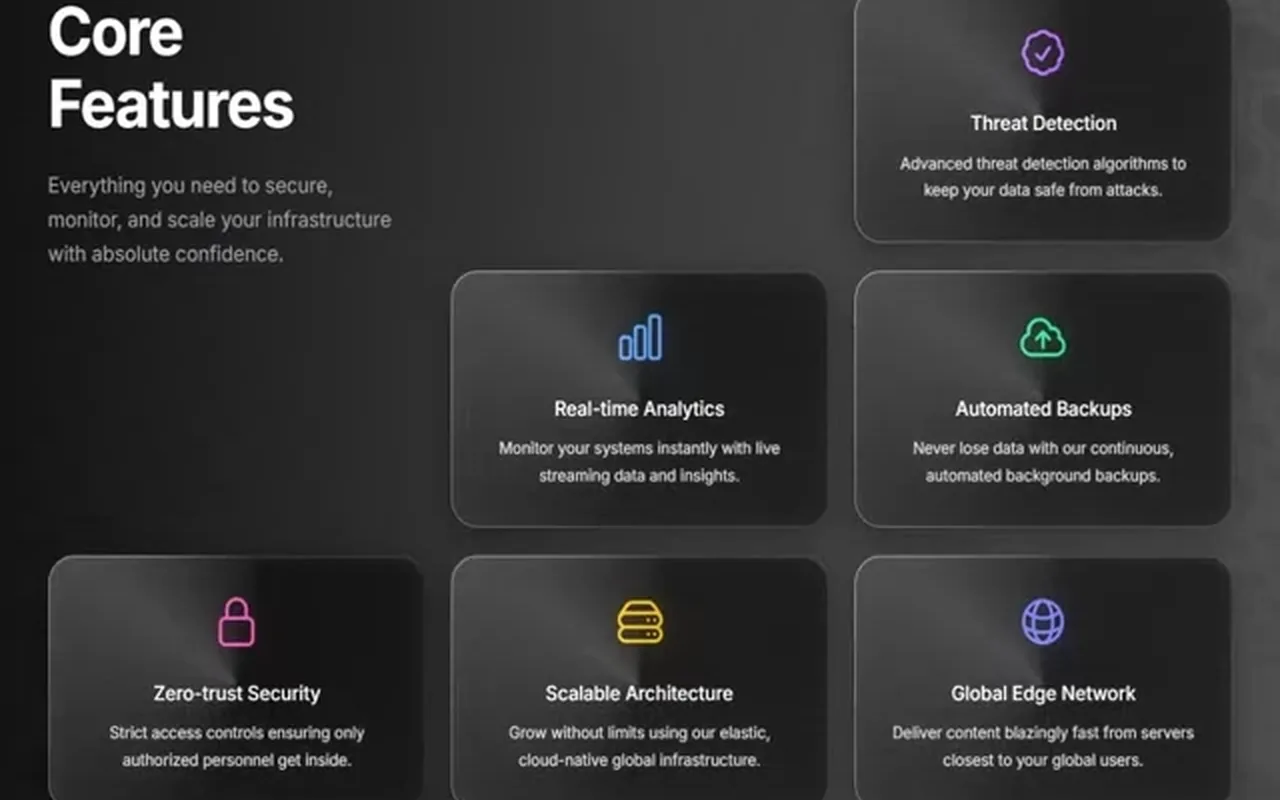 Core
Features
Everything you need to secure,
monitor, and scale your infrastructure
with absolute confidence.
Threat Detection
Advanced threat detection algorithms to
keep your data safe from attacks.
Real-time Analytics
Monitor your systems instantly with live
streaming data and insights.
Automated Backups
Never lose data with our continuous,
automated background backups.
Zero-trust Security
Strict access controls ensuring only
authorized personnel get inside.
Scalable Architecture
Grow without limits using our elastic,
cloud-native global infrastructure.
Global Edge Network
Deliver content blazingly fast from servers
closest to your global users.